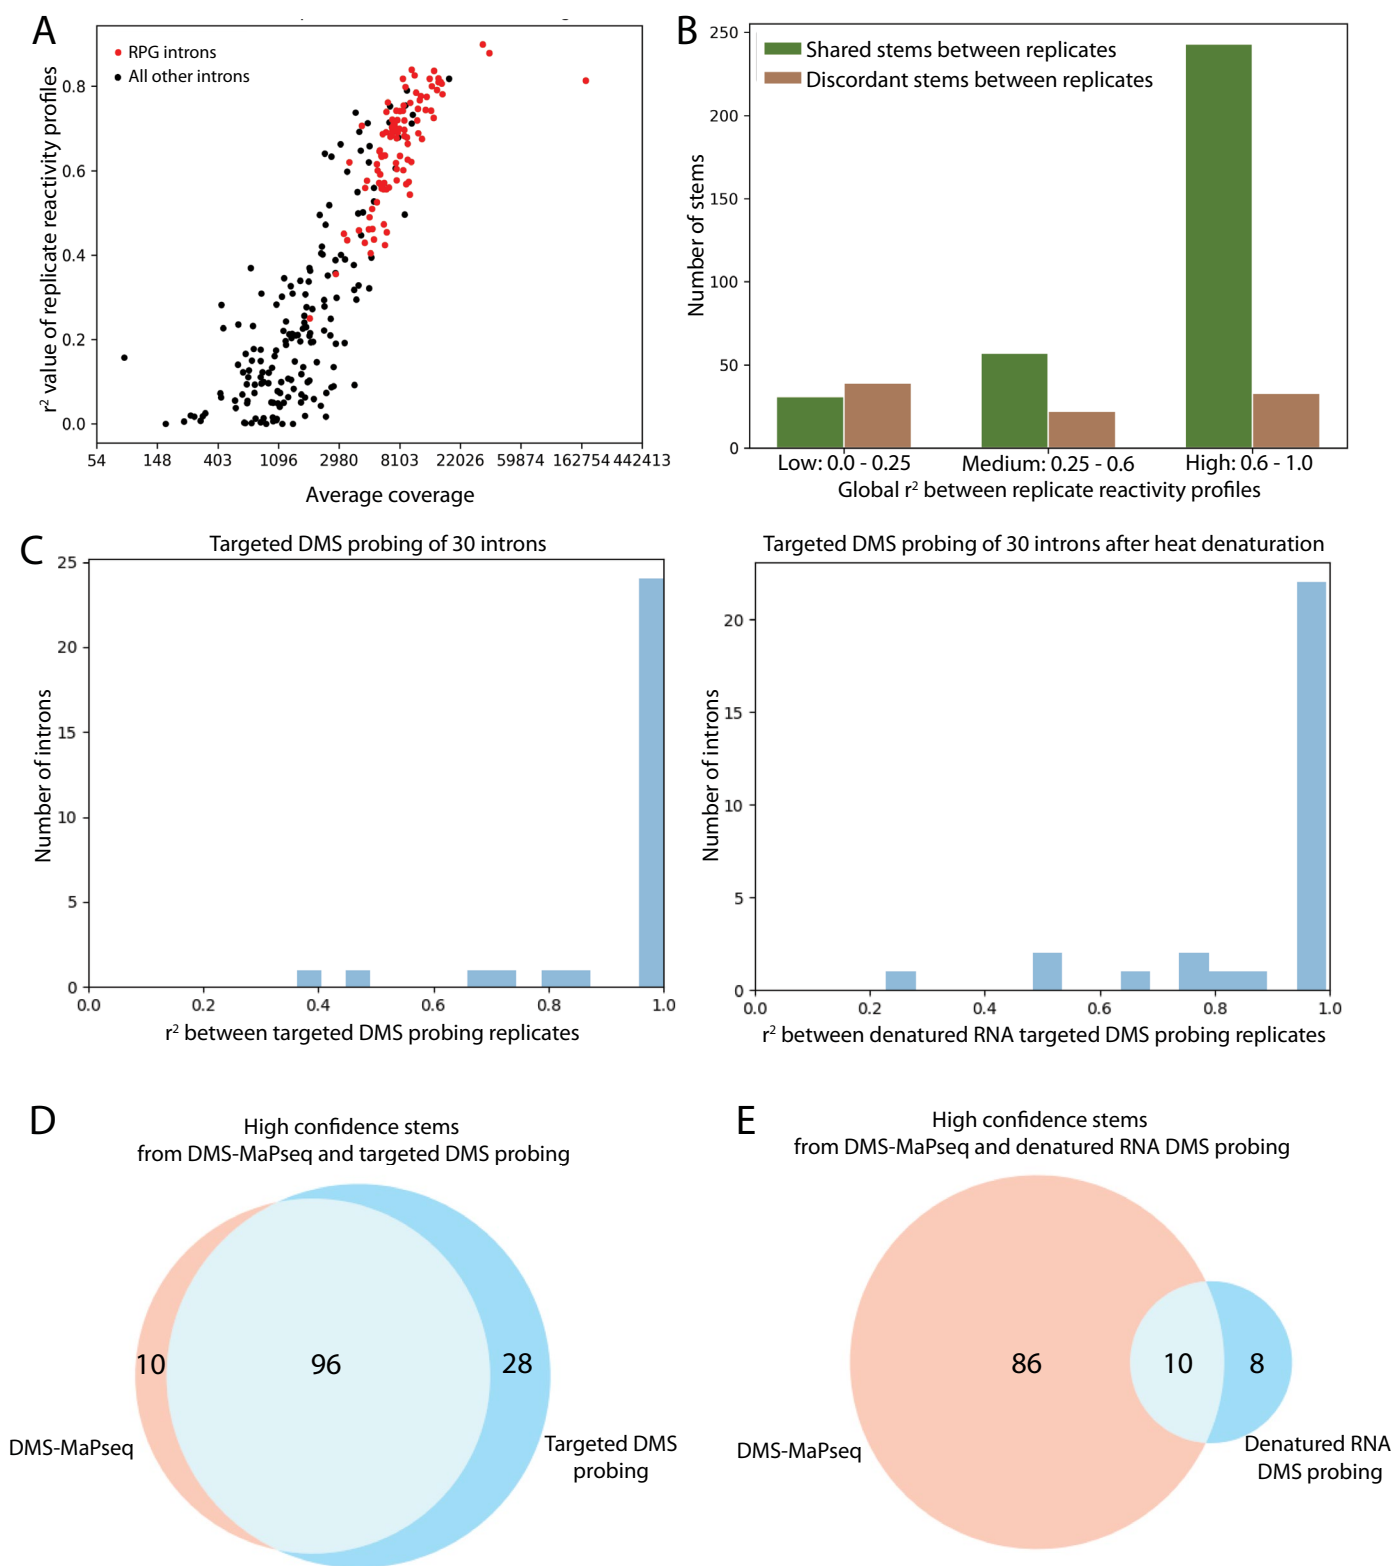 A
RPG introns
All other introns
r² value of replicate reactivity profiles
0.8
0.6
0.4
0.2
0.0
54 148 403 1096 2980 8103 22026 59874 162754 442413
Average coverage
B
Shared stems between replicates
Discordant stems between replicates
Number of stems
250
200
150
100
50
0
Low: 0.0 - 0.25 Medium: 0.25 - 0.6 High: 0.6 - 1.0
Global r² between replicate reactivity profiles
C
Targeted DMS probing of 30 introns
Number of introns
25
20
15
10
5
0
0.0 0.2 0.4 0.6 0.8 1.0
r² between targeted DMS probing replicates
Targeted DMS probing of 30 introns after heat denaturation
Number of introns
20
15
10
5
0
0.0 0.2 0.4 0.6 0.8 1.0
r² between denatured RNA targeted DMS probing replicates
D
High confidence stems
from DMS-MaPseq and targeted DMS probing
10 96 28
DMS-MaPseq
Targeted DMS
probing
E
High confidence stems
from DMS-MaPseq and denatured RNA DMS probing
86 10 8
DMS-MaPseq
Denatured RNA
DMS probing